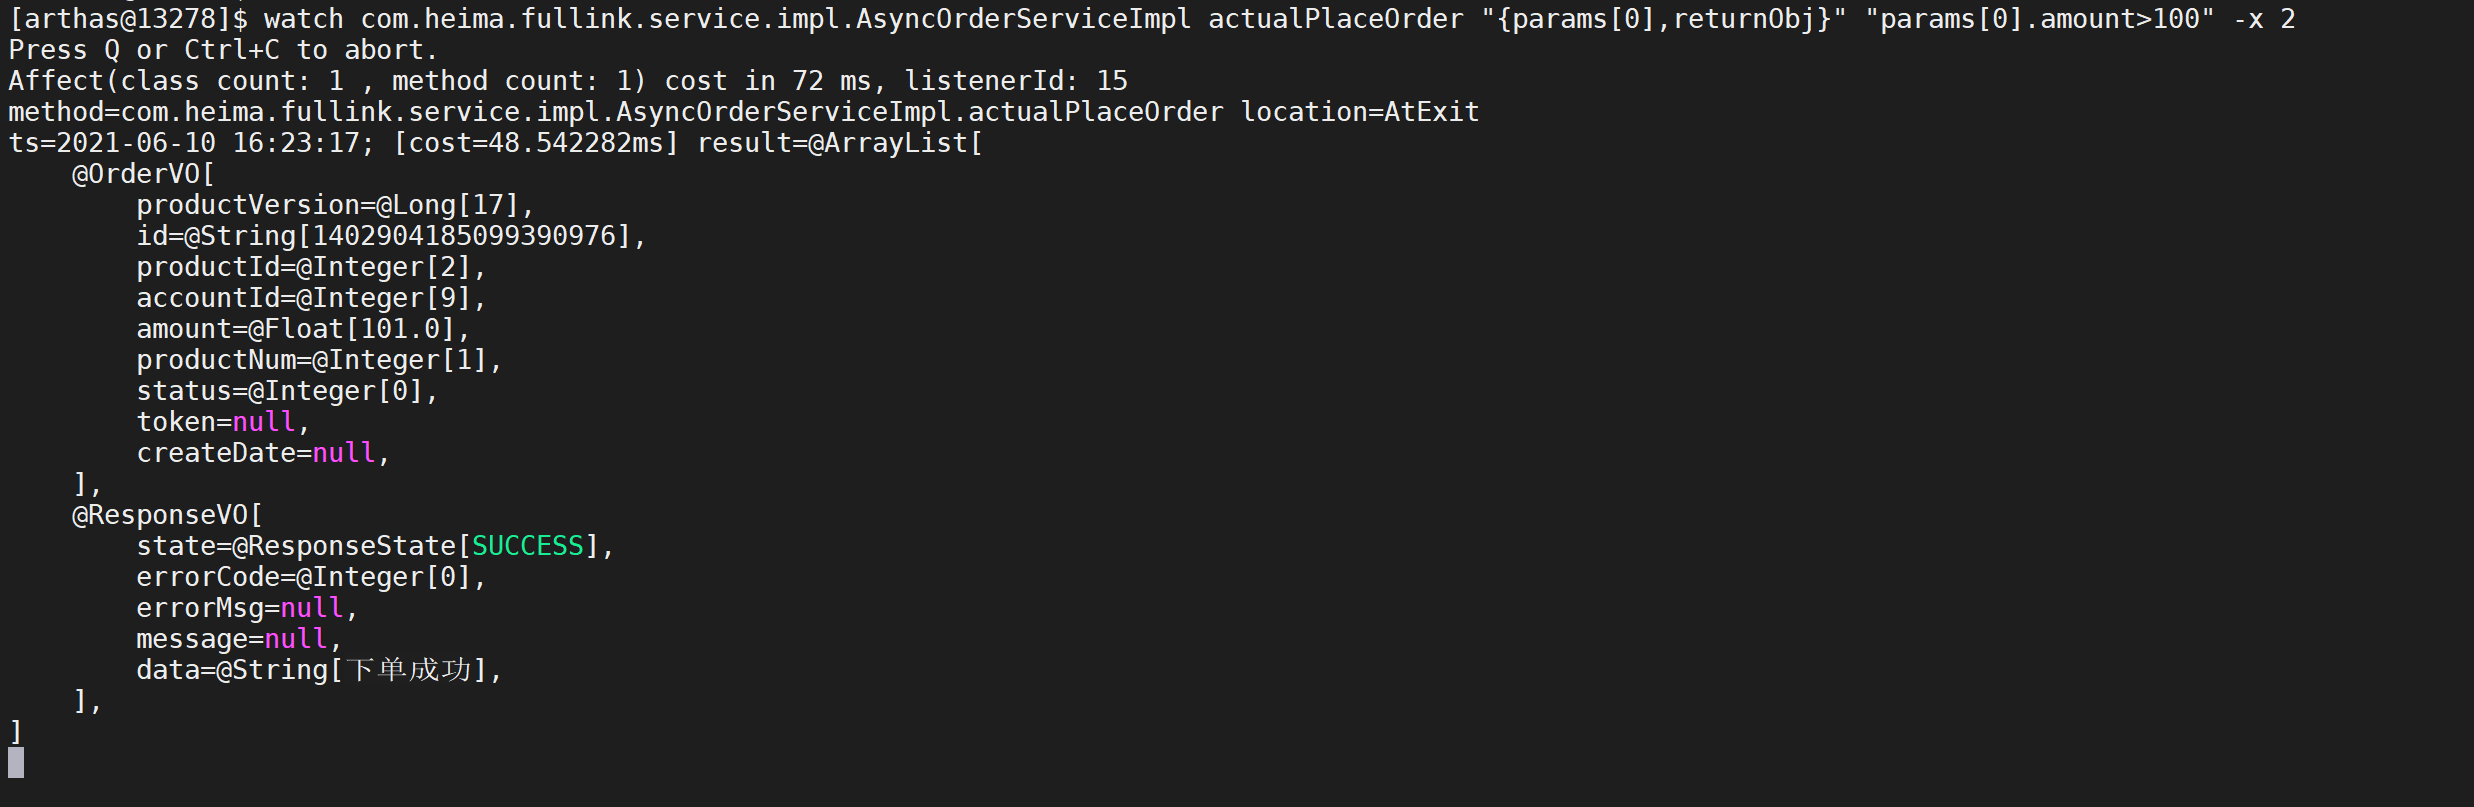 [arthas@13278]$ watch com.heima.fullink.service.impl.AsyncOrderServiceImpl actualPlaceOrder "{params[0],returnObj}" "params[0].amount>100" -x 2
Press Q or Ctrl+C to abort.
Affect(class count: 1 , method count: 1) cost in 72 ms, listenerId: 15
method=com.heima.fullink.service.impl.AsyncOrderServiceImpl.actualPlaceOrder location=AtExit
ts=2021-06-10 16:23:17; [cost=48.542282ms] result=@ArrayList[
    @OrderVO[
        productVersion=@Long[17],
        id=@String[1402904185099390976],
        productId=@Integer[2],
        accountId=@Integer[9],
        amount=@Float[101.0],
        productNum=@Integer[1],
        status=@Integer[0],
        token=null,
        createDate=null,
    ],
    @ResponseVO[
        state=@ResponseState[SUCCESS],
        errorCode=@Integer[0],
        errorMsg=null,
        message=null,
        data=@String[下单成功],
    ],
]